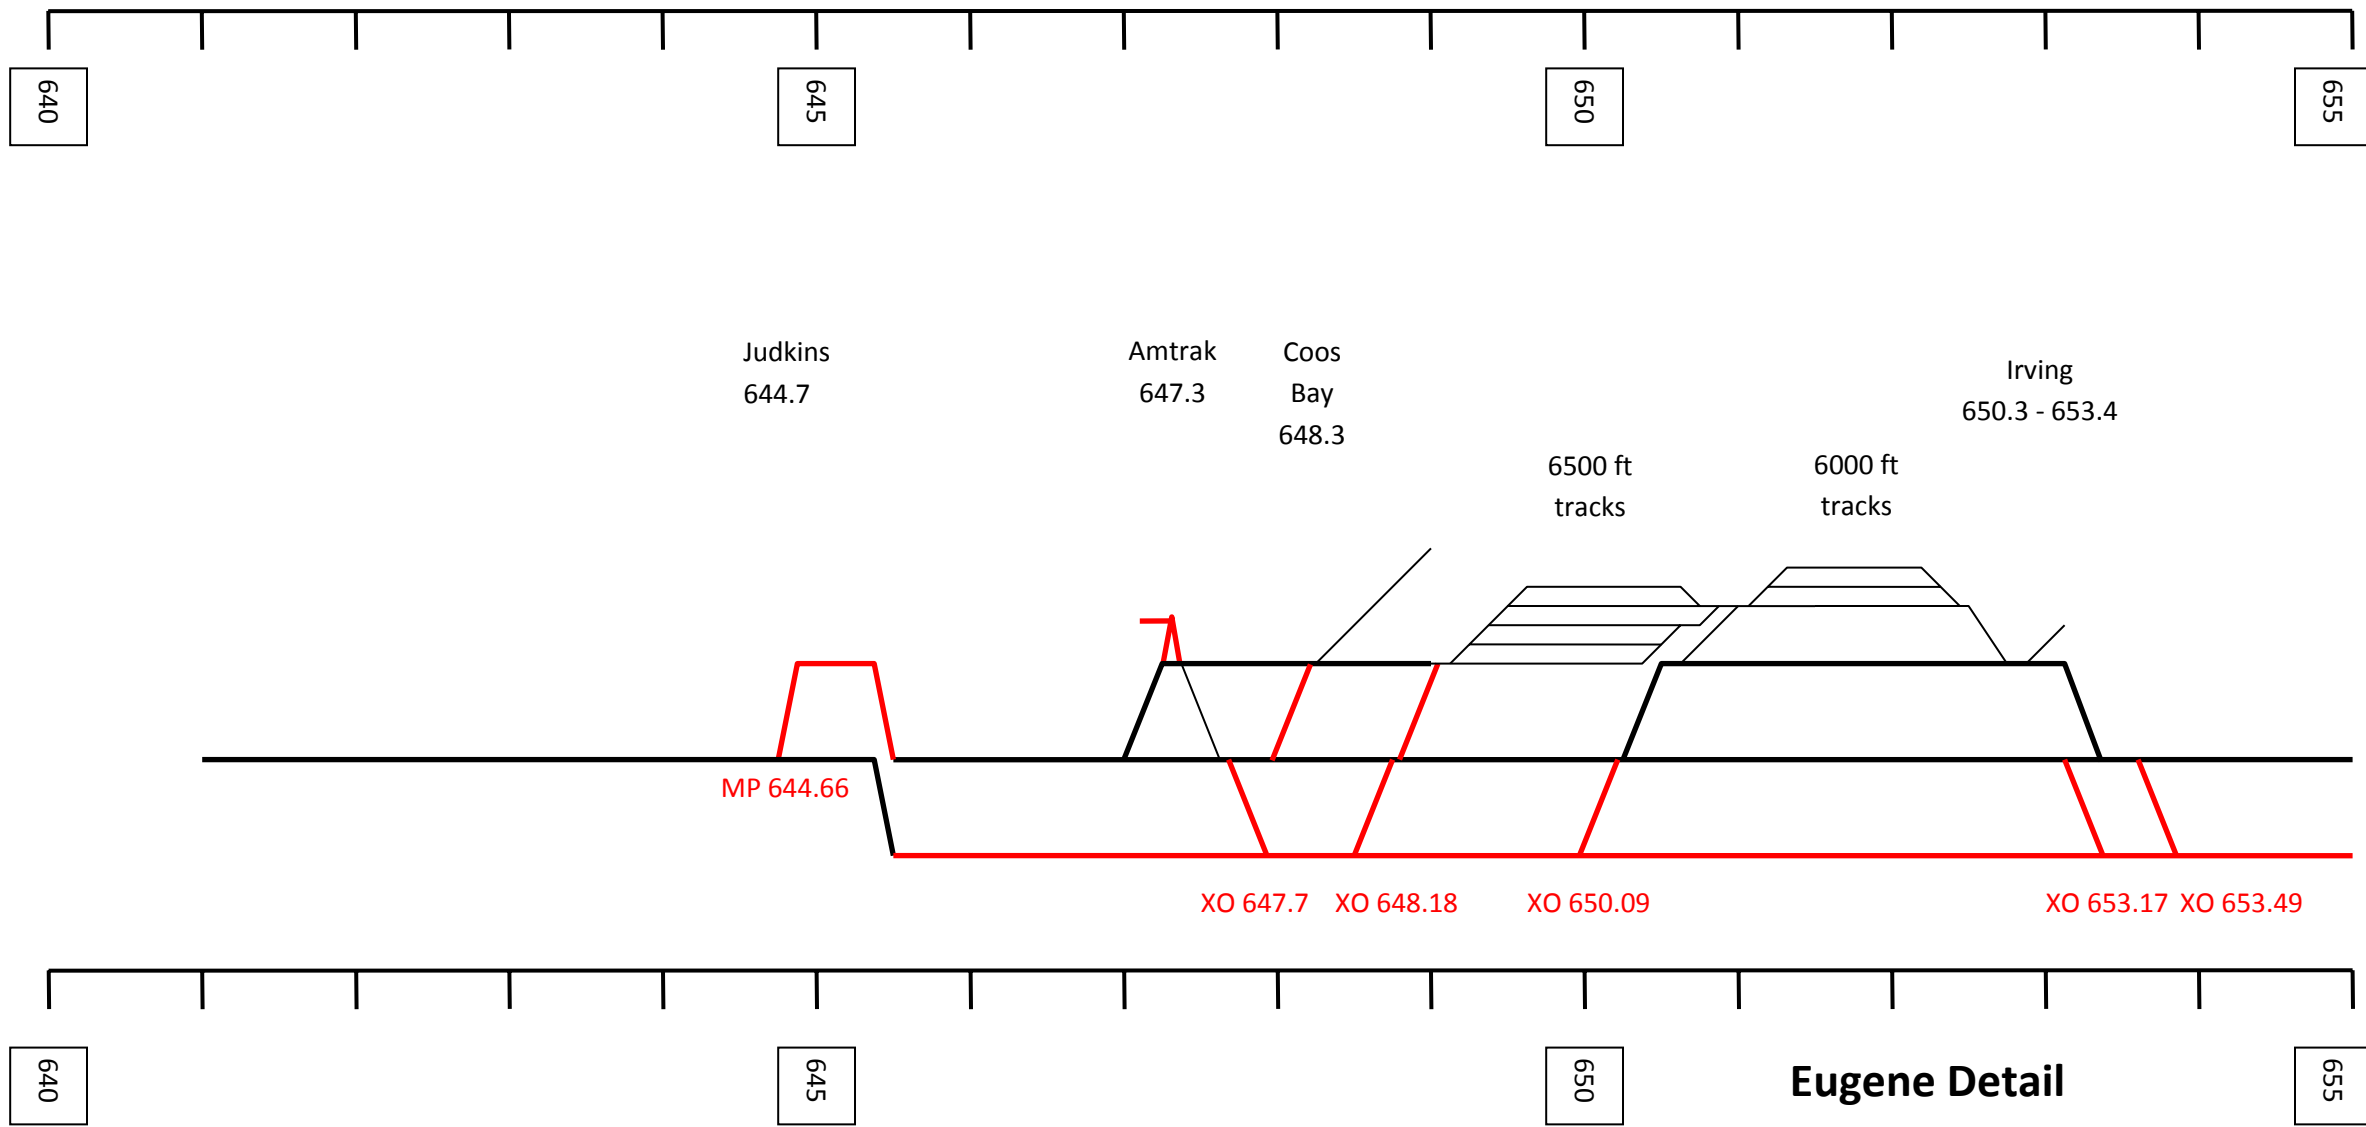 640
645
650
655
Judkins
644.7
Amtrak
647.3
Coos
Bay
648.3
Irving
650.3 - 653.4
6500 ft
tracks
6000 ft
tracks
MP 644.66
XO 647.7
XO 648.18
XO 650.09
XO 653.17
XO 653.49
640
645
650
655
Eugene Detail